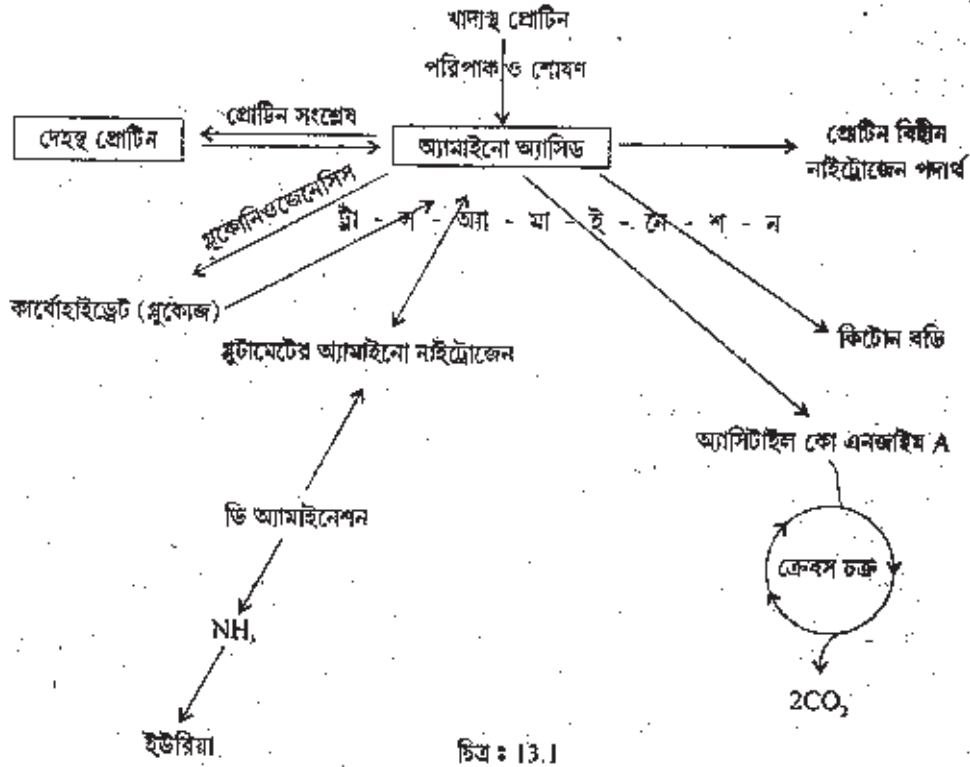 খাদ্যস্থ প্রোটিন
পরিপাক ও শোষণ
প্রোটিন সংশ্লেষ
দেহস্থ প্রোটিন
অ্যামাইনো অ্যাসিড
প্রোটিন বিহীন
নাইট্রোজেন পদার্থ
গ্লুকোনিওজেনেসিস
ট্রা - ন্স - অ্যা - মা - ই - নে - শ - ন
কার্বোহাইড্রেট (গ্লুকোজ)
গ্লুটামেটের অ্যামাইনো নাইট্রোজেন
কিটোন বডি
অ্যাসিটাইল কো এনজাইম A
ডি অ্যামাইনেশন
ক্রেবস চক্র
NH₃
2CO₂
ইউরিয়া
চিত্র : 13.1